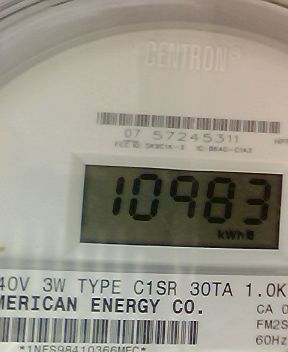 CENTRON®
07 57245311
10983
kWh
40V 3W TYPE C1SR 30TA 1.0K
MERICAN ENERGY CO.
CA 0
FM2S
60Hz